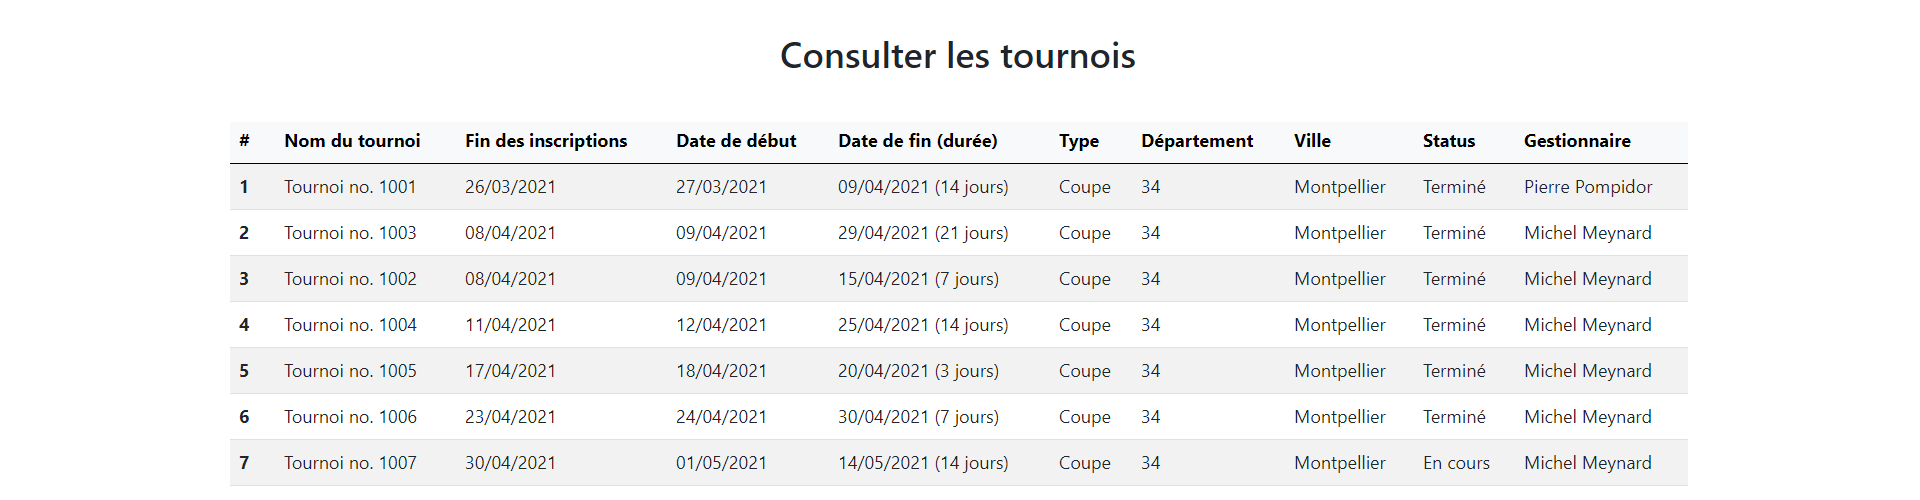 Consulter les tournois
# Nom du tournoi Fin des inscriptions Date de début Date de fin (durée) Type Département Ville Status Gestionnaire
1 Tournoi no. 1001 26/03/2021 27/03/2021 09/04/2021 (14 jours) Coupe 34 Montpellier Terminé Pierre Pompidor
2 Tournoi no. 1003 08/04/2021 09/04/2021 29/04/2021 (21 jours) Coupe 34 Montpellier Terminé Michel Meynard
3 Tournoi no. 1002 08/04/2021 09/04/2021 15/04/2021 (7 jours) Coupe 34 Montpellier Terminé Michel Meynard
4 Tournoi no. 1004 11/04/2021 12/04/2021 25/04/2021 (14 jours) Coupe 34 Montpellier Terminé Michel Meynard
5 Tournoi no. 1005 17/04/2021 18/04/2021 20/04/2021 (3 jours) Coupe 34 Montpellier Terminé Michel Meynard
6 Tournoi no. 1006 23/04/2021 24/04/2021 30/04/2021 (7 jours) Coupe 34 Montpellier Terminé Michel Meynard
7 Tournoi no. 1007 30/04/2021 01/05/2021 14/05/2021 (14 jours) Coupe 34 Montpellier En cours Michel Meynard